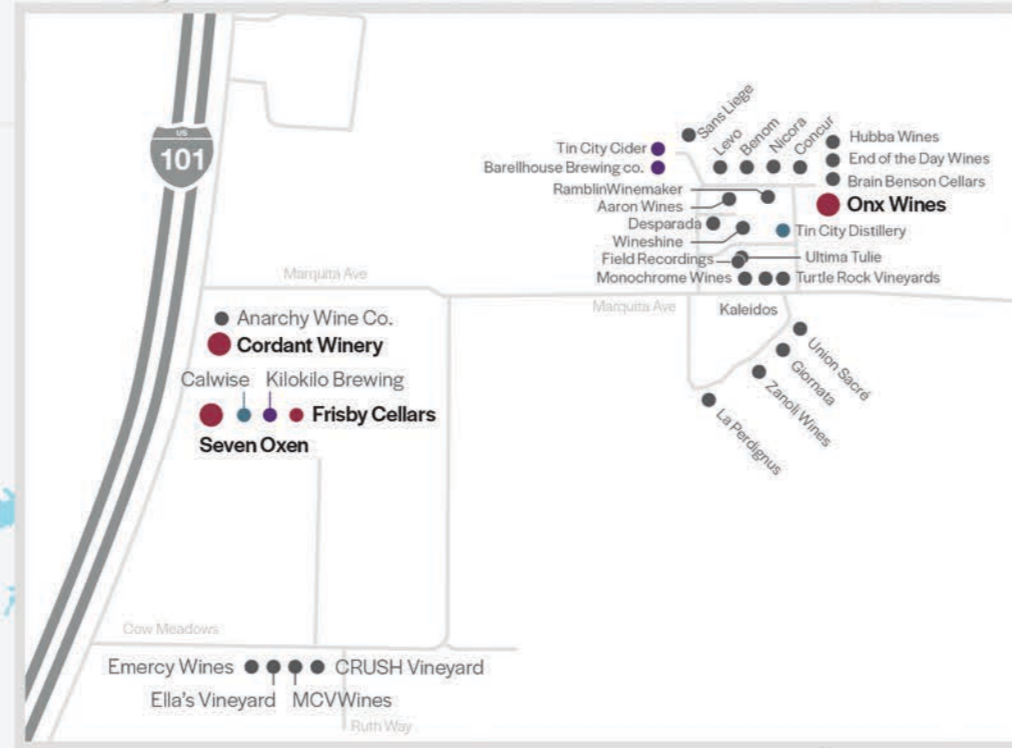 US
101
Sans Liege
Levo
Benom
Nicora
Concur
Tin City Cider
Barellhouse Brewing co.
Hubba Wines
End of the Day Wines
Brain Benson Cellars
Onx Wines
RamblinWinemaker
Aaron Wines
Desparada
Wineshine
Tin City Distillery
Field Recordings
Ultima Tulie
Monochrome Wines
Turtle Rock Vineyards
Marquita Ave
Marquita Ave
Kaleidos
Union Sacré
Giornata
Zanolj Wines
La Perdignus
Anarchy Wine Co.
Cordant Winery
Calwise
Kilokilo Brewing
Frisby Cellars
Seven Oxen
Cow Meadows
Emercy Wines
CRUSH Vineyard
Ella's Vineyard
MCVWines
Ruth Way